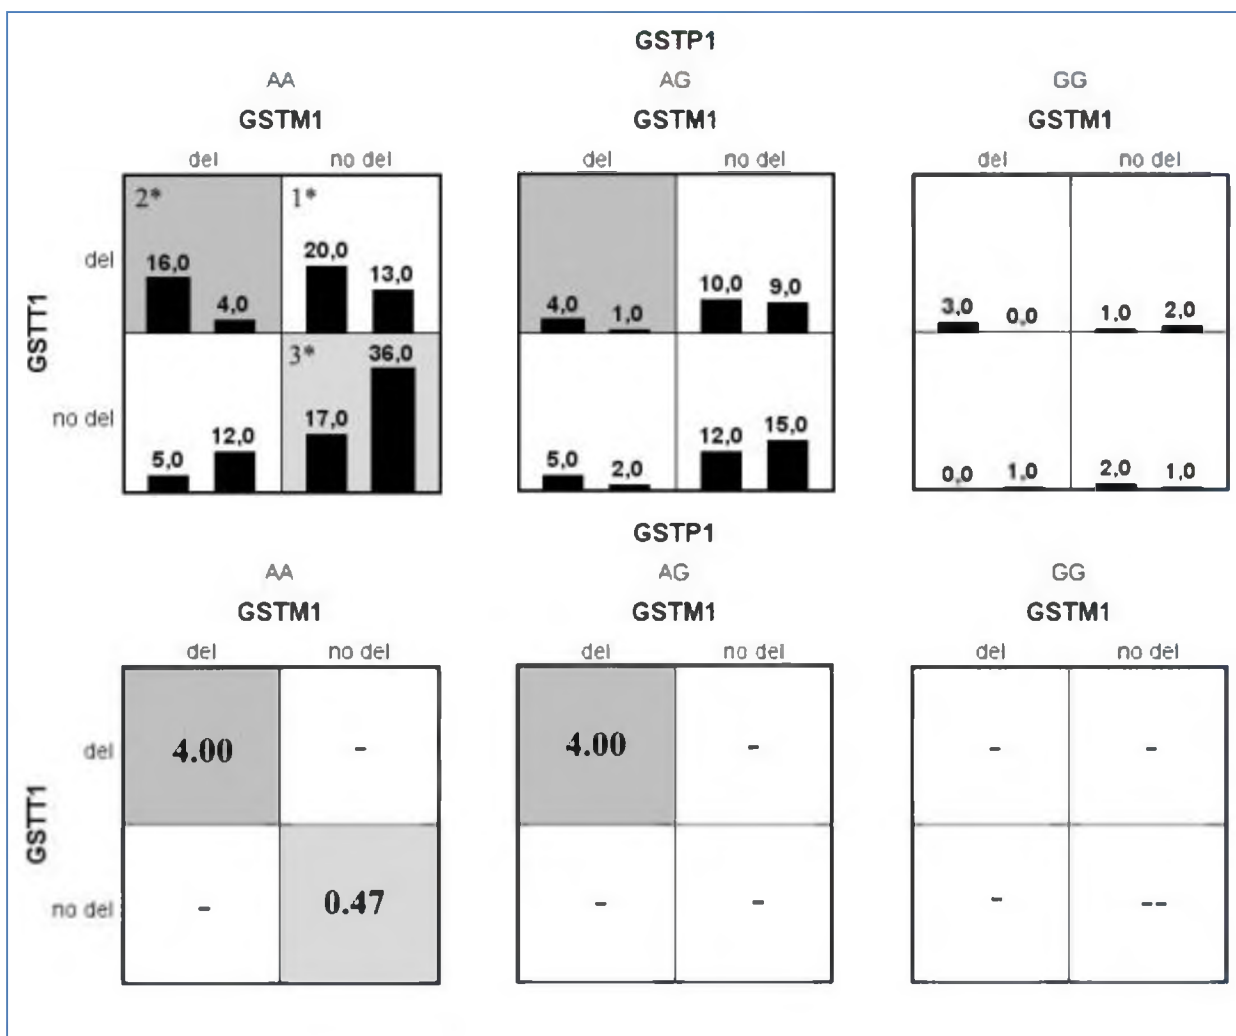 GSTP1
AA AG GG
GSTM1 GSTM1 GSTM1
del no del del no del del no del
2* 1*
GSTT1
del
16,0 4,0 20,0 13,0 4,0 1,0 10,0 9,0 3,0 0,0 1,0 2,0
3*
no del
5,0 12,0 17,0 36,0 5,0 2,0 12,0 15,0 0,0 1,0 2,0 1,0
GSTP1
AA AG GG
GSTM1 GSTM1 GSTM1
del no del del no del del no del
GSTT1
del 4.00 - 4.00 - - -
no del - 0.47 - - - --